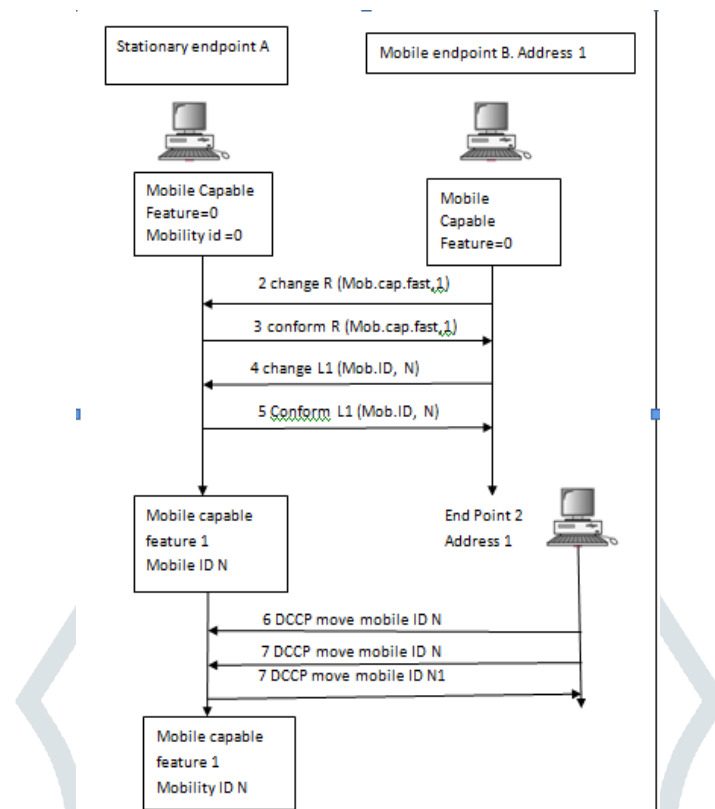 Stationary endpoint A
Mobile endpoint B. Address 1
Mobile Capable
Feature=0
Mobility id =0
Mobile
Capable
Feature=0
2 change R (Mob.cap.fast,1)
3 conform R (Mob.cap.fast,1)
4 change L1 (Mob.ID, N)
5 Conform L1 (Mob.ID, N)
Mobile capable
feature 1
Mobile ID N
End Point 2
Address 1
6 DCCP move mobile ID N
7 DCCP move mobile ID N
7 DCCP move mobile ID N1
Mobile capable
feature 1
Mobility ID N